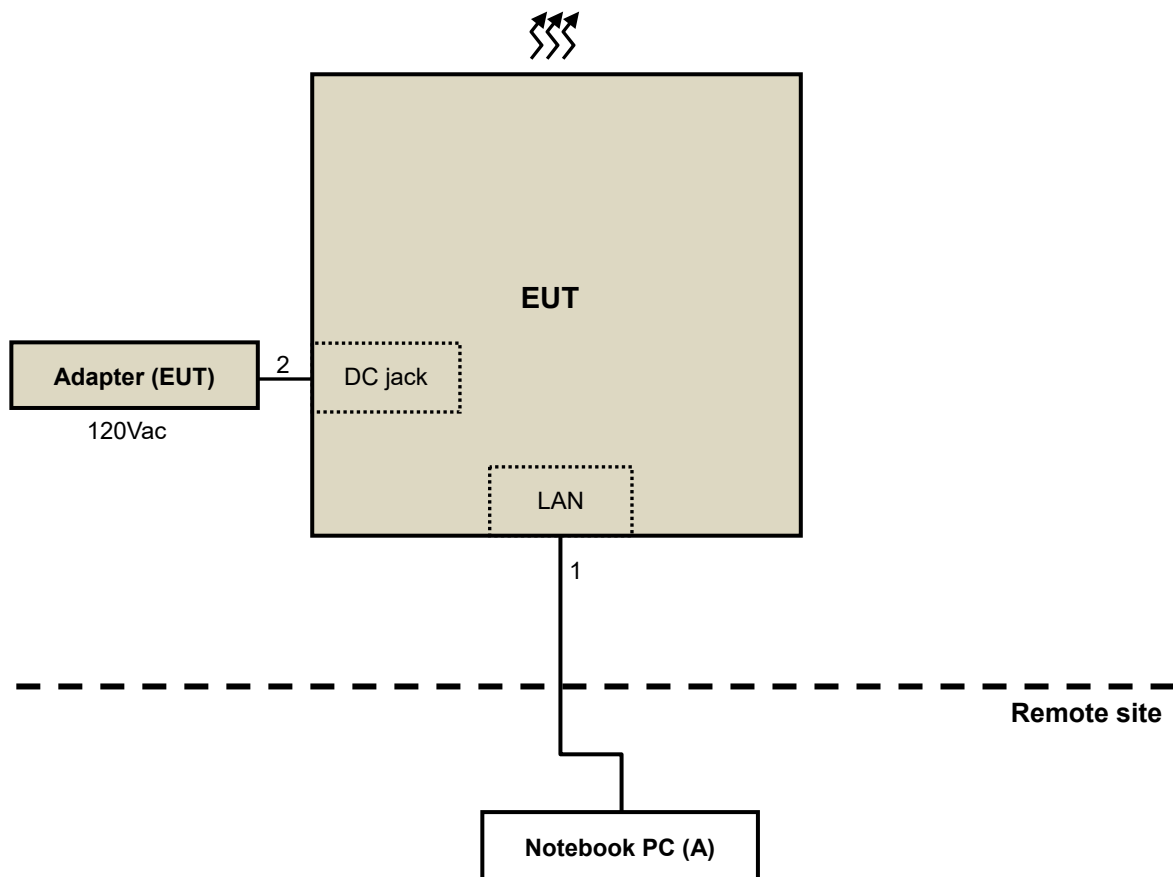 EUT
Adapter (EUT)
2
DC jack
120Vac
LAN
1
Remote site
Notebook PC (A)